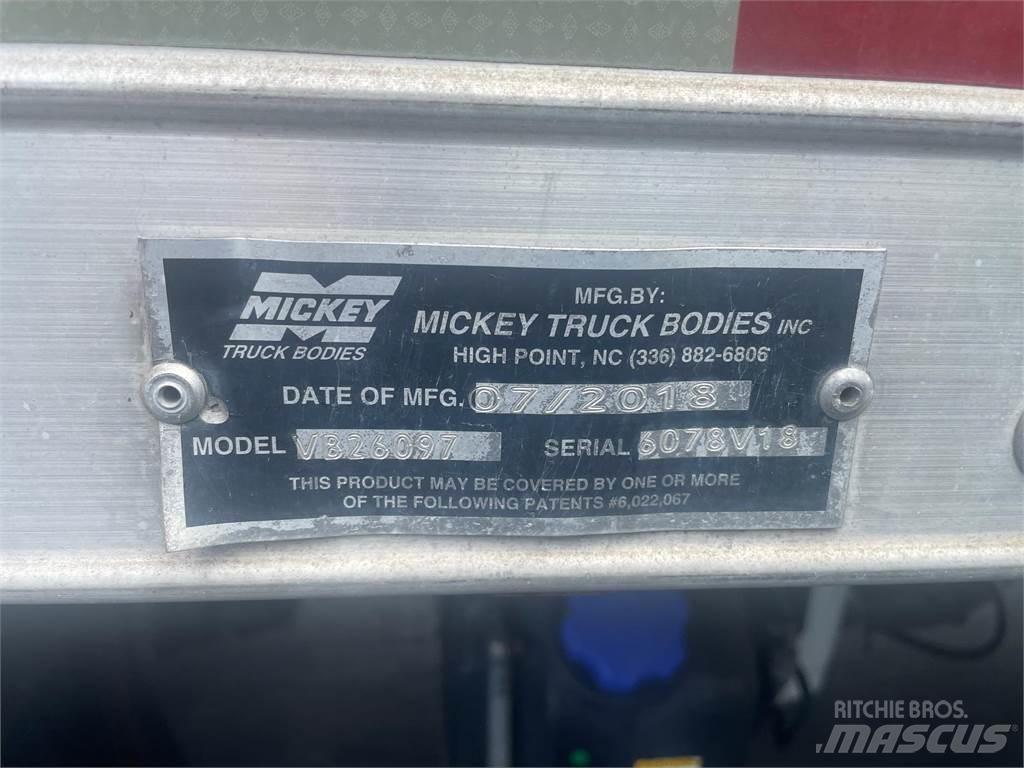 MICKEY
TRUCK BODIES
MFG.BY:
MICKEY TRUCK BODIES INC
HIGH POINT, NC (336) 882-6806
DATE OF MFG. 07/2018
MODEL VB26097
SERIAL 6078V18
THIS PRODUCT MAY BE COVERED BY ONE OR MORE
OF THE FOLLOWING PATENTS #6,022,067
RITCHIE BROS.
MASCUS